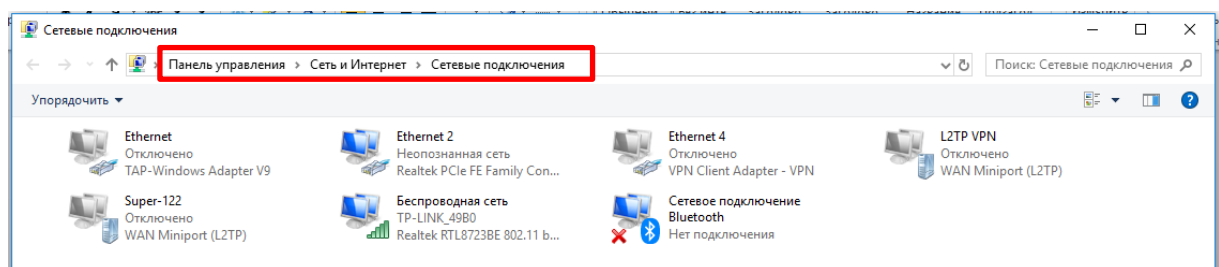 Сетевые подключения
Панель управления › Сеть и Интернет › Сетевые подключения
Поиск: Сетевые подключения
Упорядочить
Ethernet
Отключено
TAP-Windows Adapter V9
Ethernet 2
Неопознанная сеть
Realtek PCIe FE Family Con...
Ethernet 4
Отключено
VPN Client Adapter - VPN
L2TP VPN
Отключено
WAN Miniport (L2TP)
Super-122
Отключено
WAN Miniport (L2TP)
Беспроводная сеть
TP-LINK_49B0
Realtek RTL8723BE 802.11 b...
Сетевое подключение
Bluetooth
Нет подключения